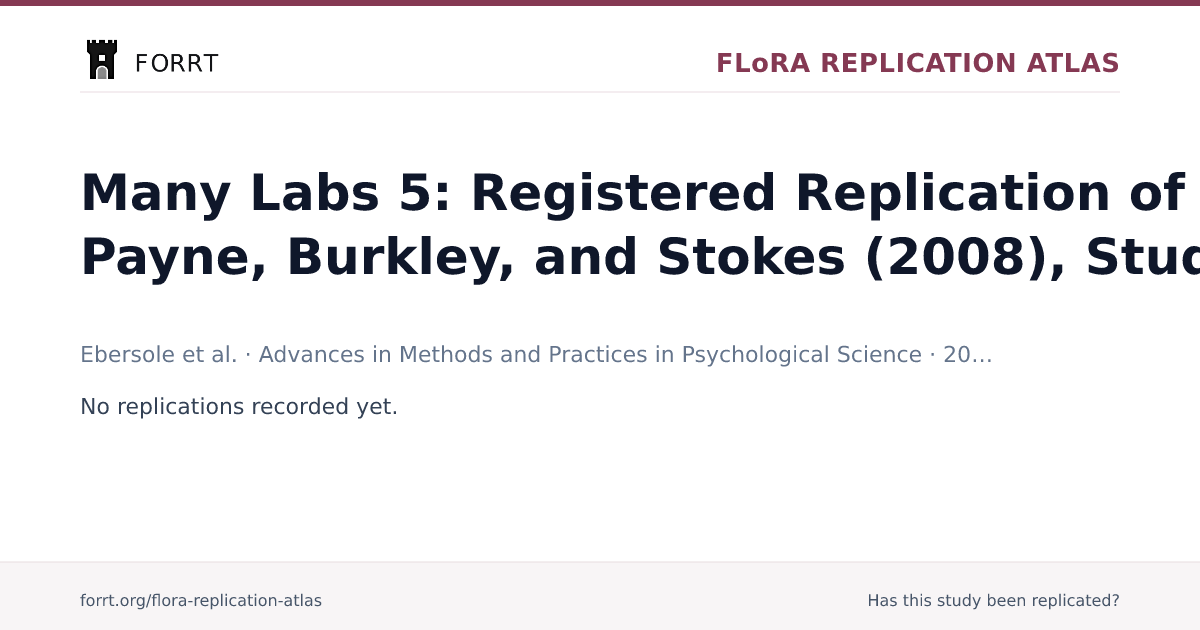 FORRT
FLoRA REPLICATION ATLAS
Many Labs 5: Registered Replication of
Payne, Burkley, and Stokes (2008), Stud
Ebersole et al. · Advances in Methods and Practices in Psychological Science · 20…
No replications recorded yet.
forrt.org/flora-replication-atlas
Has this study been replicated?